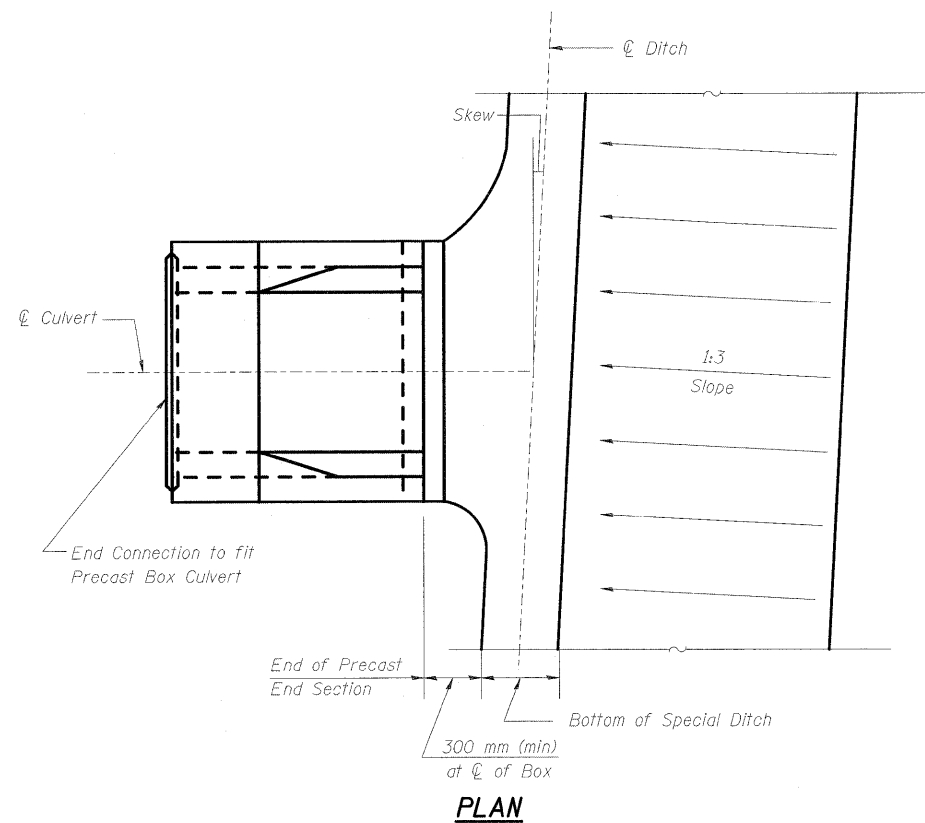 ℄ Ditch
Skew
℄ Culvert
1:3
Slope
End Connection to fit
Precast Box Culvert
End of Precast
End Section
Bottom of Special Ditch
300 mm (min)
at ℄ of Box
PLAN